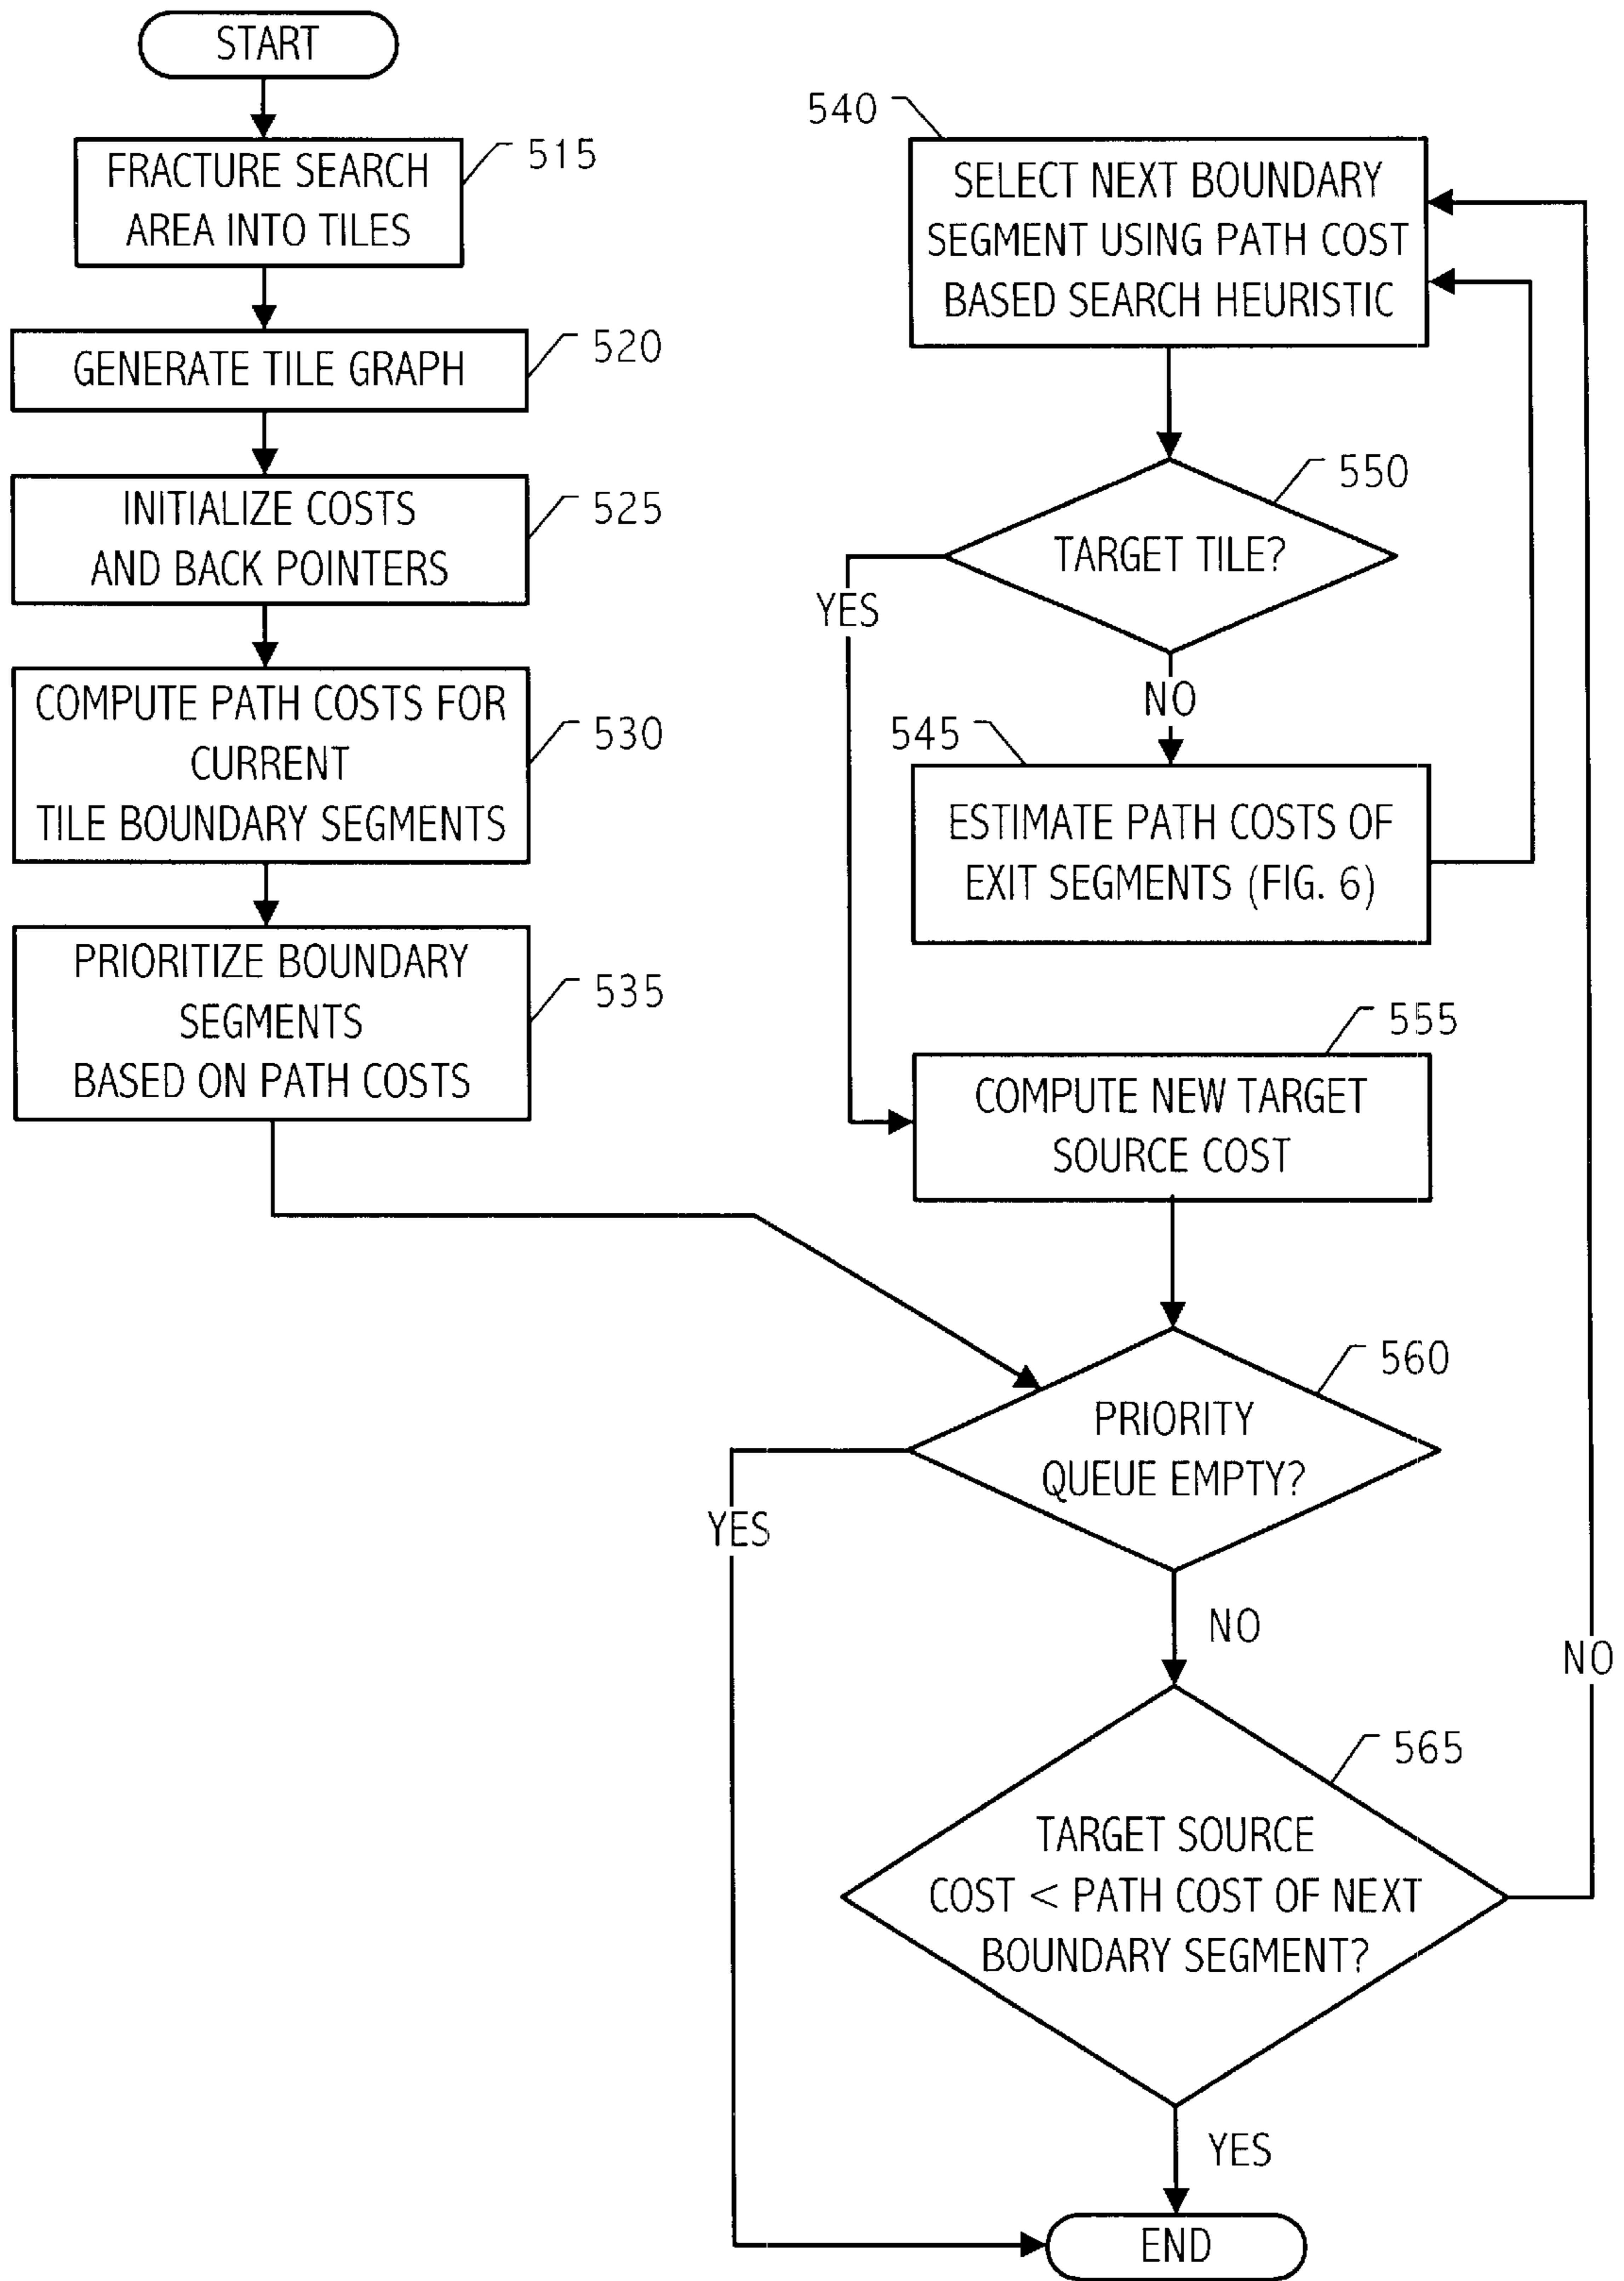 START
FRACTURE SEARCH
AREA INTO TILES
515
GENERATE TILE GRAPH
520
INITIALIZE COSTS
AND BACK POINTERS
525
COMPUTE PATH COSTS FOR
CURRENT
TILE BOUNDARY SEGMENTS
530
PRIORITIZE BOUNDARY
SEGMENTS
BASED ON PATH COSTS
535
540
SELECT NEXT BOUNDARY
SEGMENT USING PATH COST
BASED SEARCH HEURISTIC
550
TARGET TILE?
YES
NO
545
ESTIMATE PATH COSTS OF
EXIT SEGMENTS (FIG. 6)
555
COMPUTE NEW TARGET
SOURCE COST
560
PRIORITY
QUEUE EMPTY?
YES
NO
NO
565
TARGET SOURCE
COST < PATH COST OF NEXT
BOUNDARY SEGMENT?
YES
END